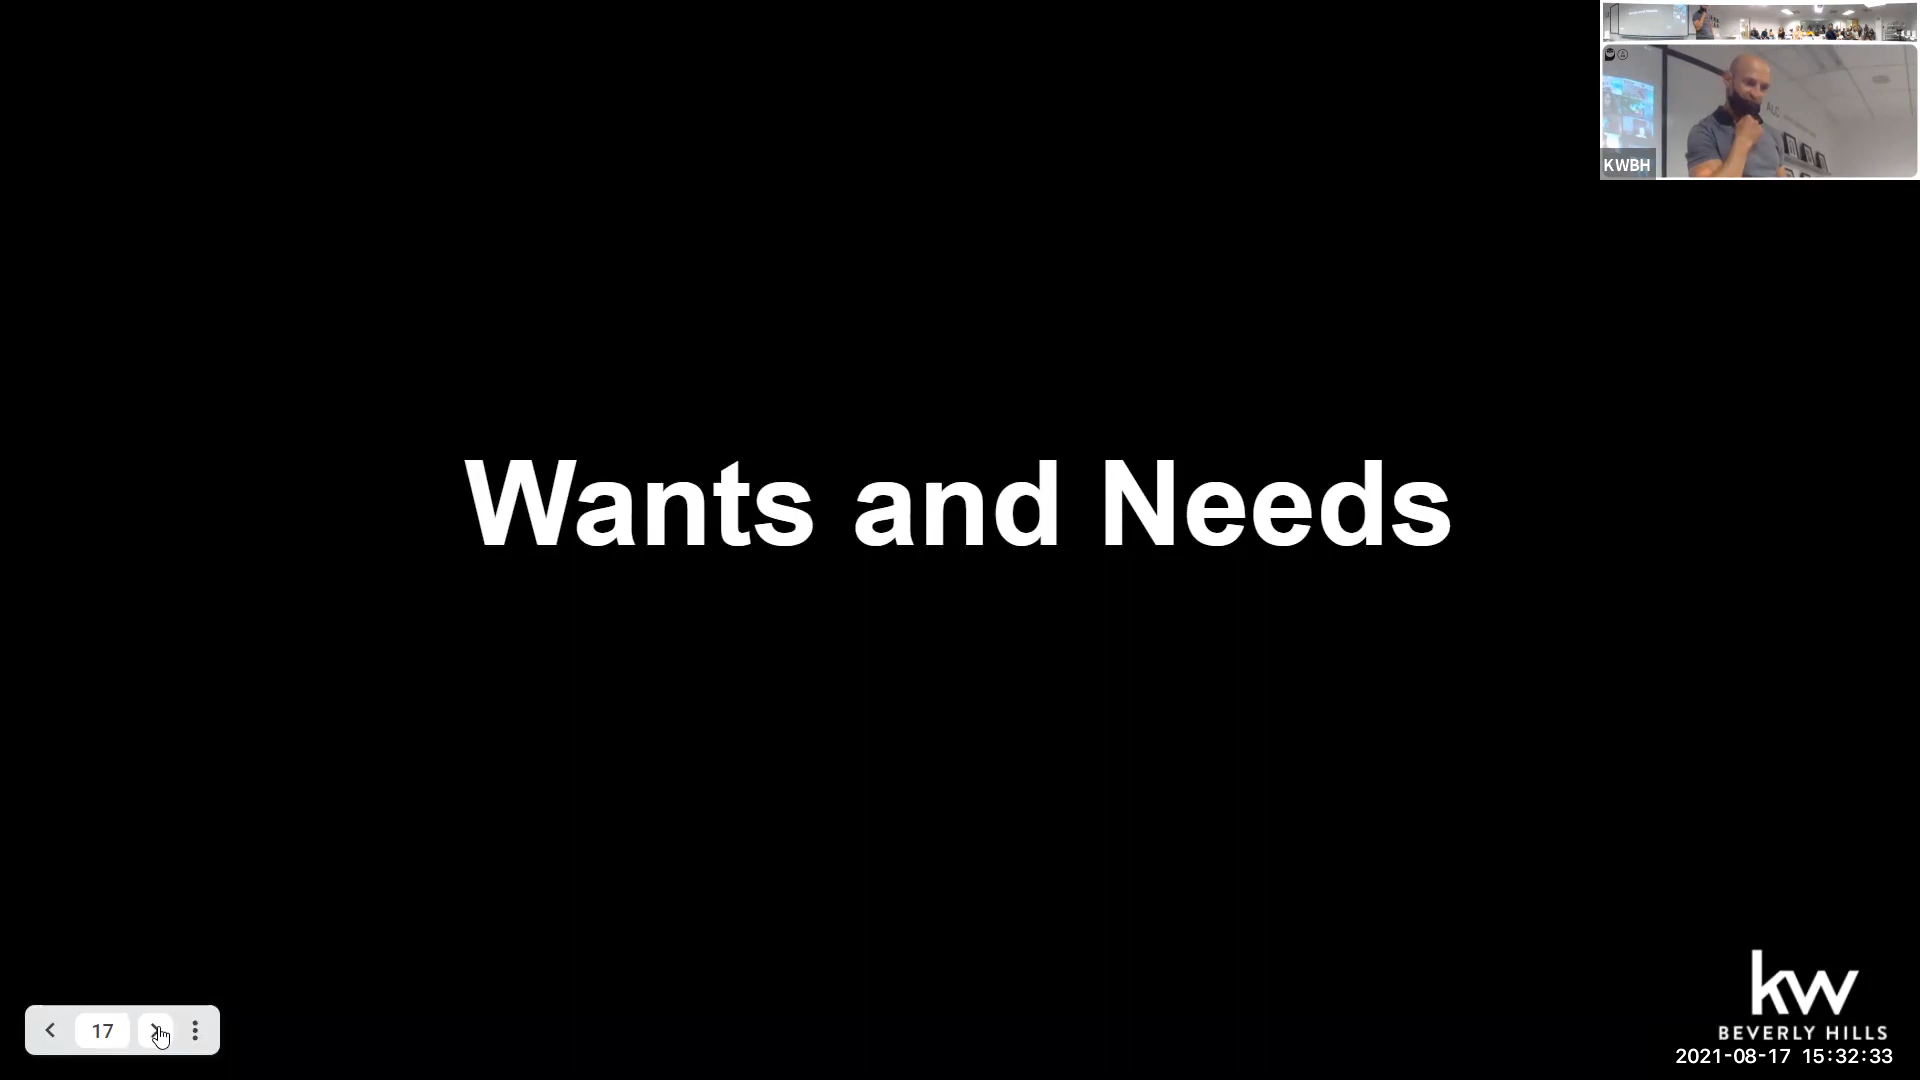 KWBH
Wants and Needs
17
kw
BEVERLY HILLS
2021-08-17 15:32:33